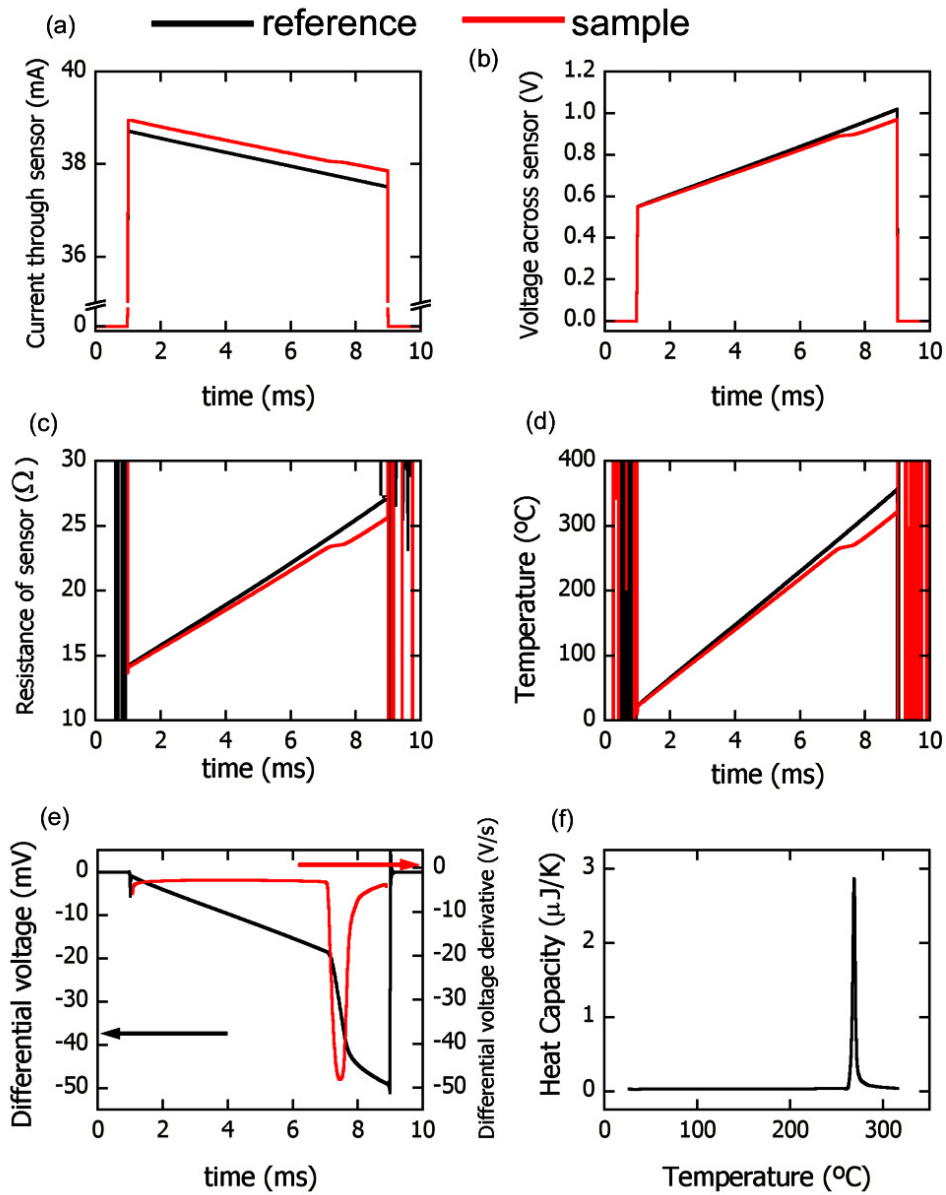 reference sample
(a)
Current through sensor (mA)
40
38
36
0
0 2 4 6 8 10
time (ms)
(b)
Voltage across sensor (V)
1.2
1.0
0.8
0.6
0.4
0.2
0.0
0 2 4 6 8 10
time (ms)
(c)
Resistance of sensor (Ω)
30
25
20
15
10
0 2 4 6 8 10
time (ms)
(d)
Temperature (ºC)
400
300
200
100
0
0 2 4 6 8 10
time (ms)
(e)
Differential voltage (mV)
0
-10
-20
-30
-40
-50
0 2 4 6 8 10
time (ms)
0
-10
-20
-30
-40
-50
Differential voltage derivative (V/s)
(f)
Heat Capacity (μJ/K)
3
2
1
0
0 100 200 300
Temperature (ºC)